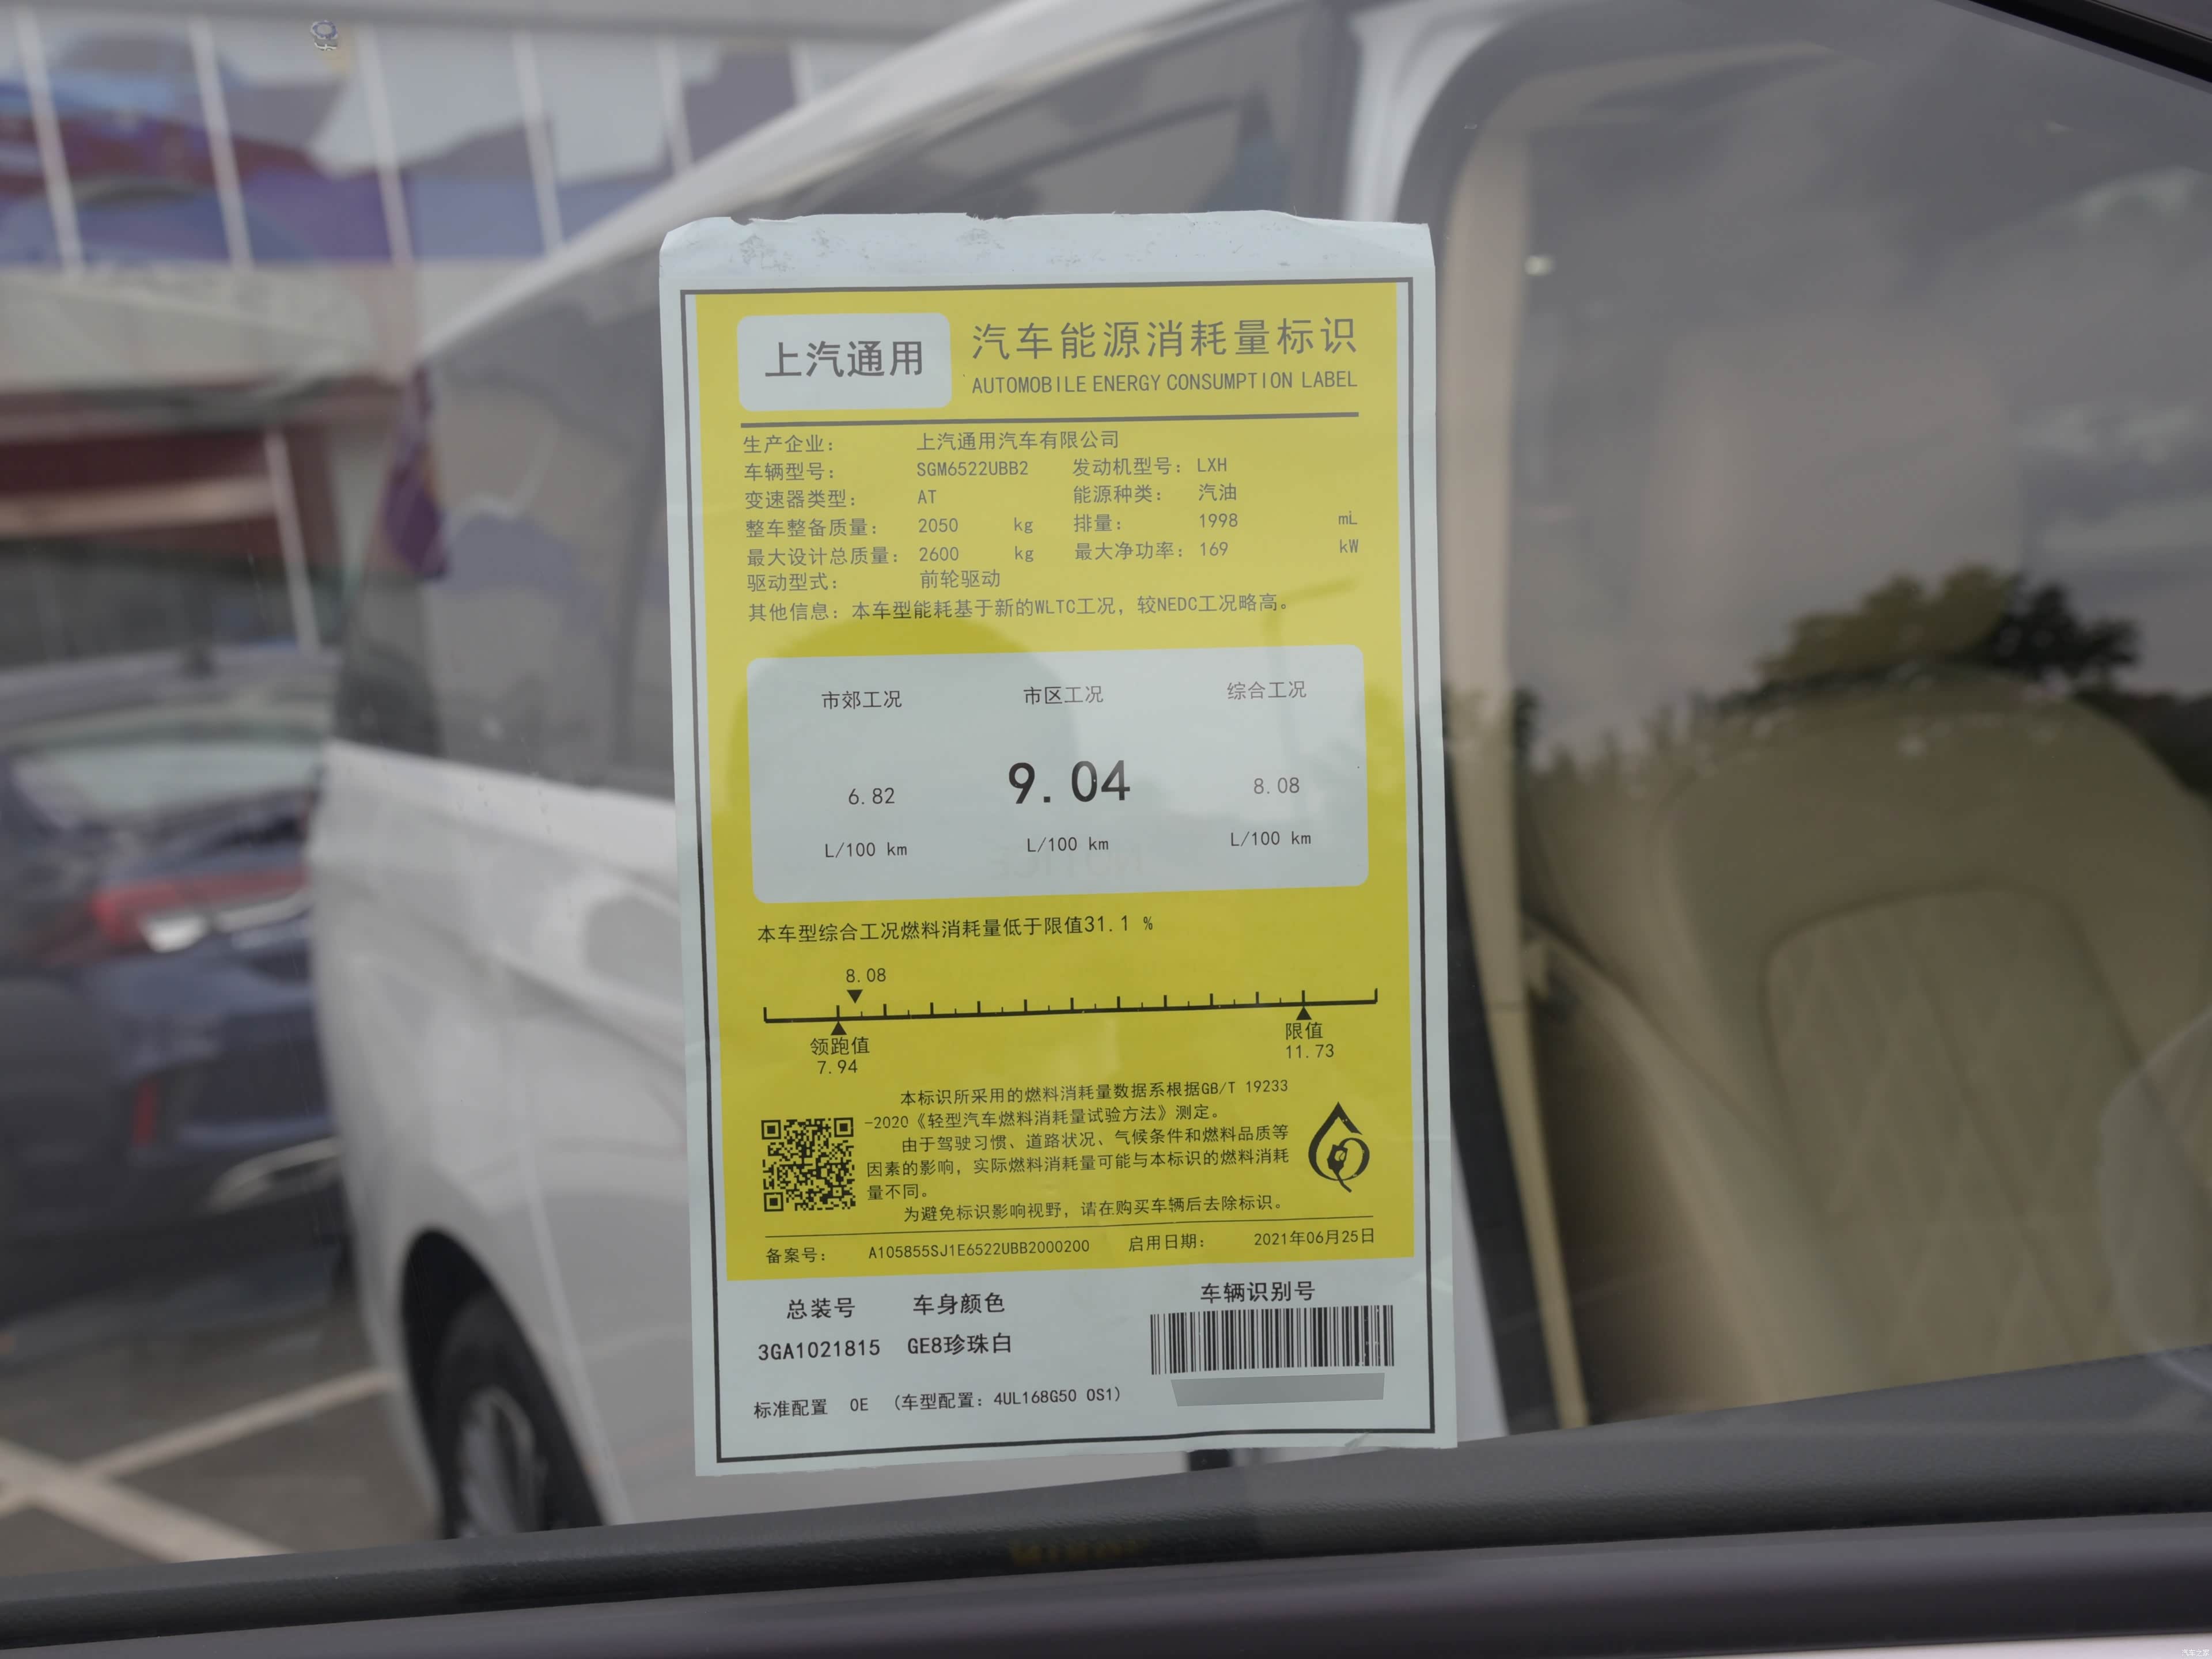 上汽通用
汽车能源消耗量标识
AUTOMOBILE ENERGY CONSUMPTION LABEL
生产企业: 上汽通用汽车有限公司
车辆型号: SGM6522UBB2 发动机型号: LXH
变速器类型: AT 能源种类: 汽油
整车整备质量: 2050 kg 排量: 1998 mL
最大设计总质量: 2600 kg 最大净功率: 169 kW
驱动型式: 前轮驱动
其他信息: 本车型能耗基于新的WLTC工况, 较NEDC工况略高。
市郊工况 市区工况 综合工况
6.82 9.04 8.08
L/100 km L/100 km L/100 km
本车型综合工况燃料消耗量低于限值31.1 %
8.08
领跑值 限值
7.94 11.73
本标识所采用的燃料消耗量数据系根据GB/T 19233
-2020《轻型汽车燃料消耗量试验方法》测定。
由于驾驶习惯、道路状况、气候条件和燃料品质等
因素的影响, 实际燃料消耗量可能与本标识的燃料消耗
量不同。
为避免标识影响视野, 请在购买车辆后去除标识。
备案号: A105855SJ1E6522UBB2000200 启用日期: 2021年06月25日
总装号 车身颜色 车辆识别号
3GA1021815 GE8珍珠白
标准配置 0E (车型配置: 4UL168G50 0S1)
汽车之家